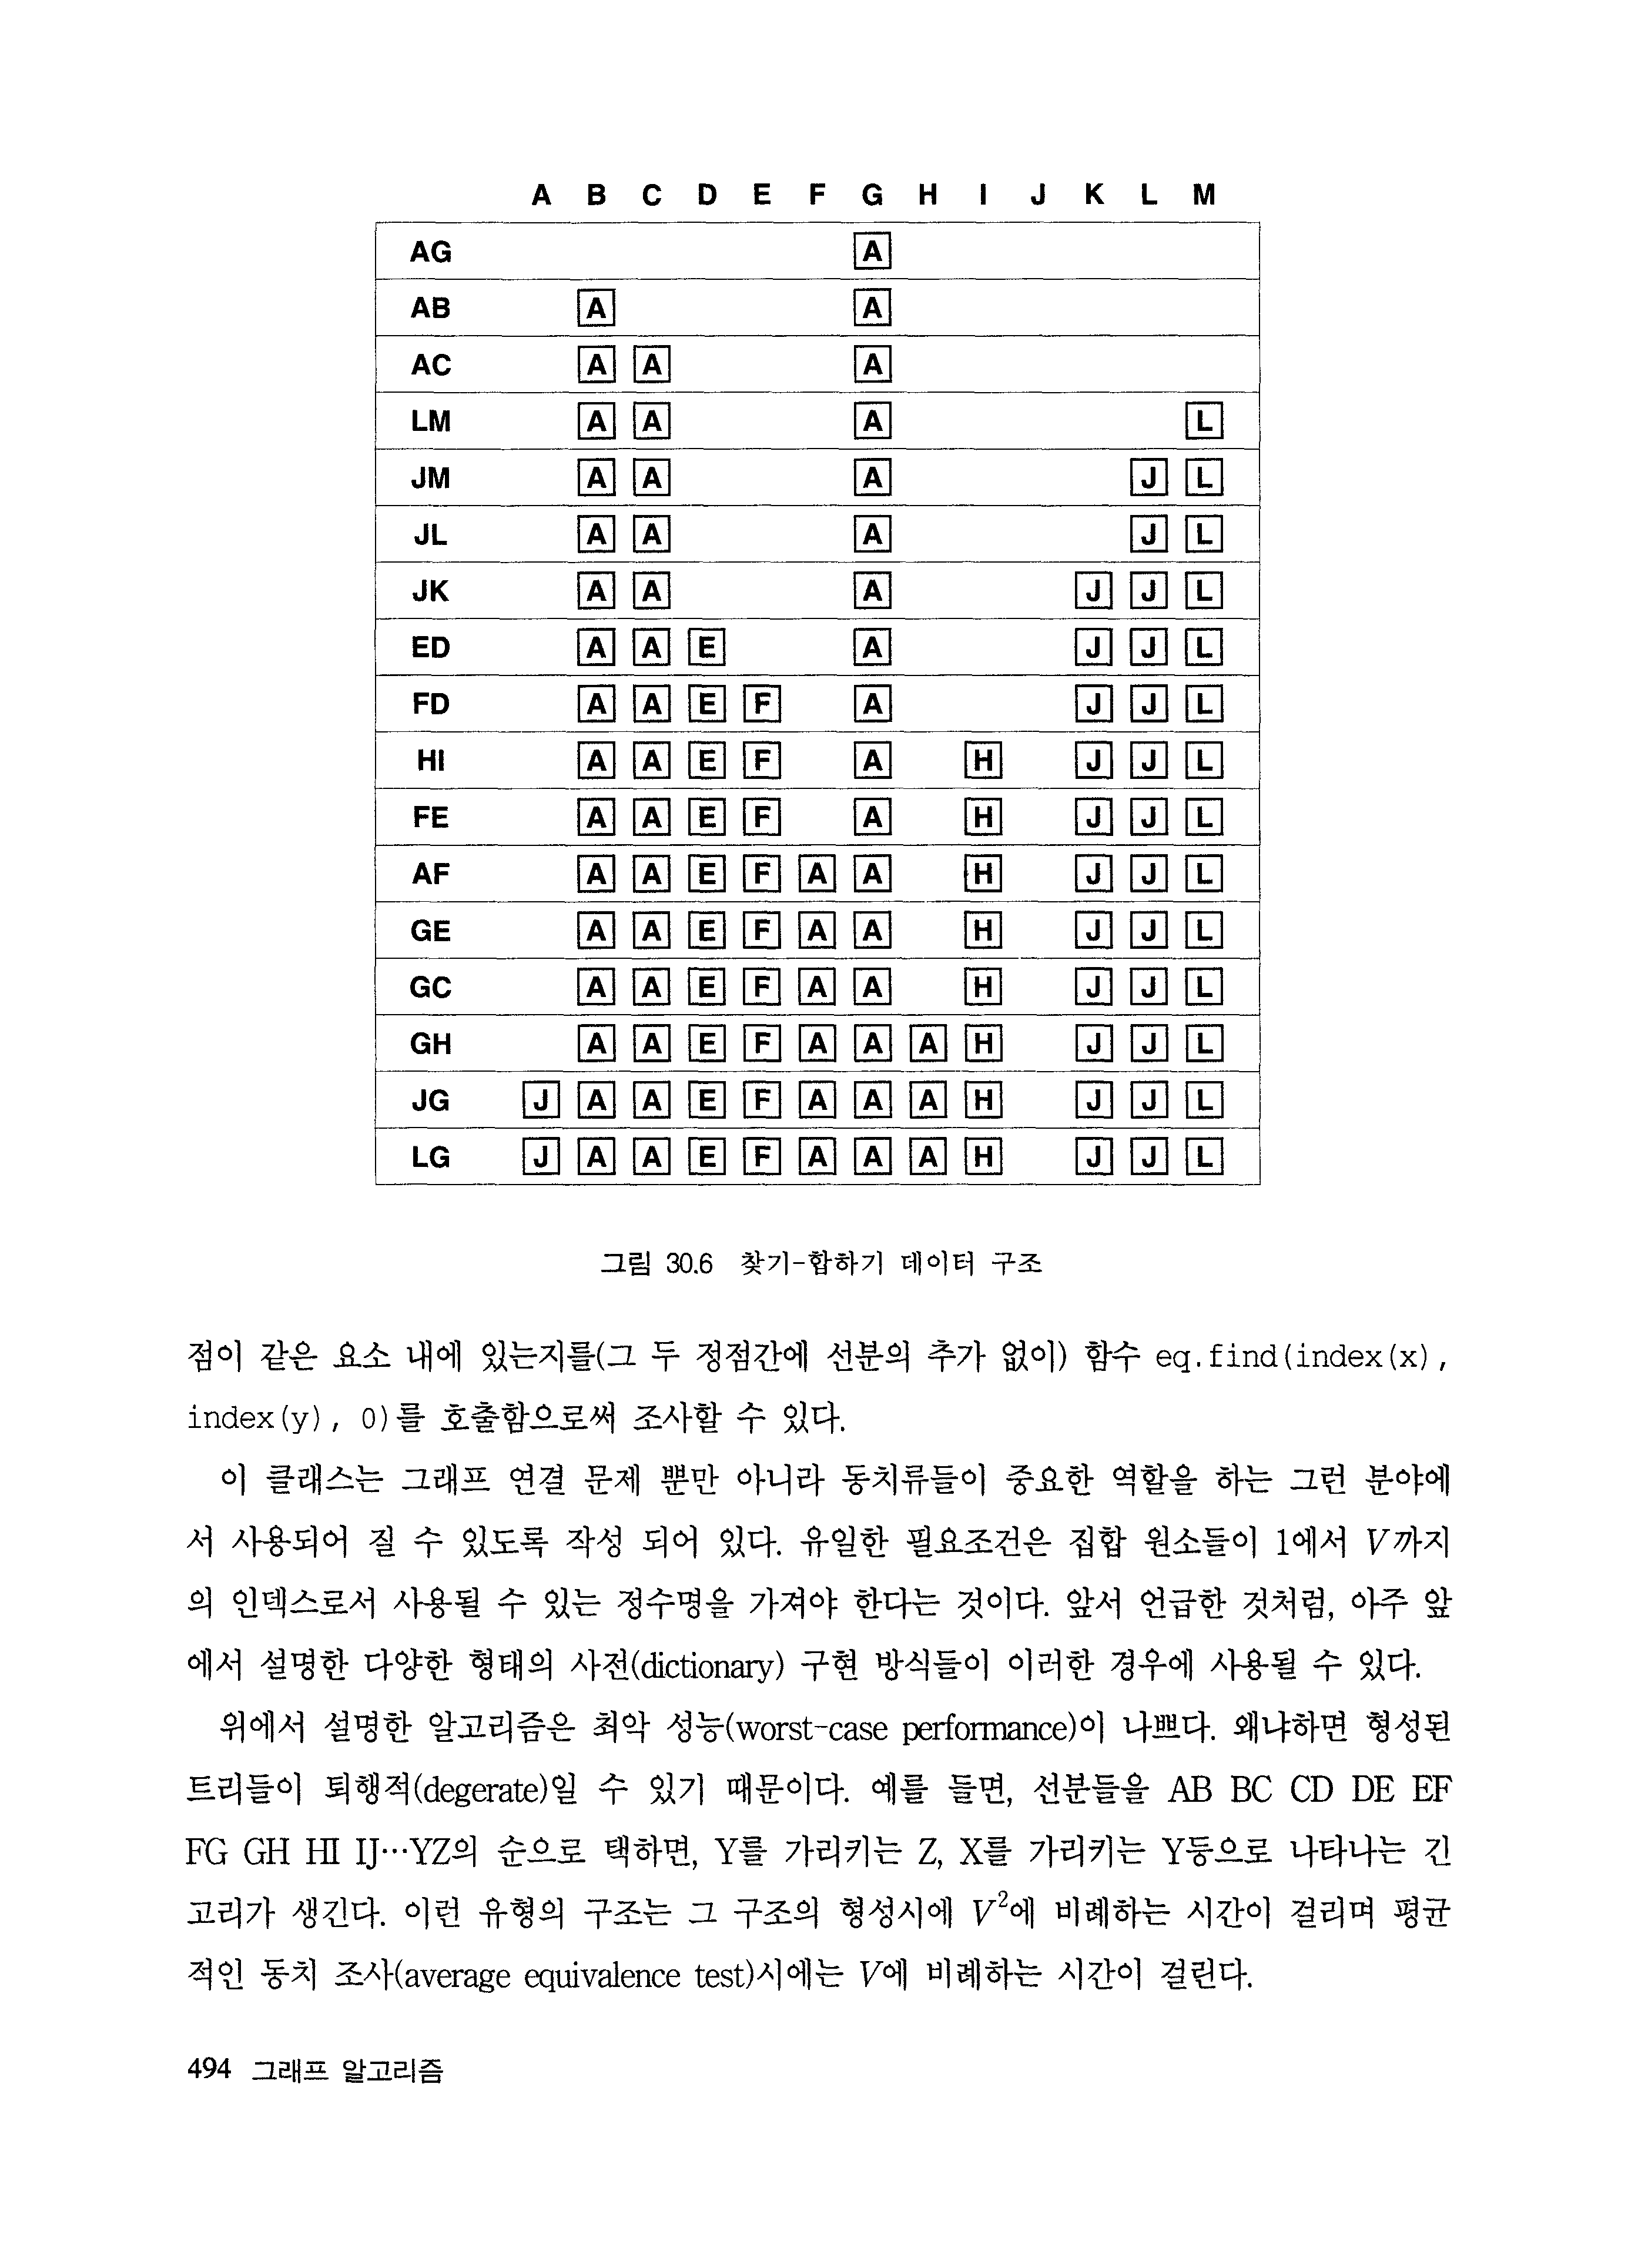 A B C D E F G H I J K L M
AG A
AB A A
AC A A A
LM A A A L
JM A A A J L
JL A A A J L
JK A A A J J L
ED A A E A J J L
FD A A E F A J J L
HI A A E F A H J J L
FE A A E F A H J J L
AF A A E F A A H J J L
GE A A E F A A H J J L
GC A A E F A A H J J L
GH A A E F A A A H J J L
JG J A A E F A A A H J J L
LG J A A E F A A A H J J L
그림 30.6 찾기-합하기 데이터 구조
점이 같은 요소 내에 있는지를(그 두 정점간에 선분의 추가 없이) 함수 eq.find(index(x),
index(y), 0)를 호출함으로써 조사할 수 있다.
이 클래스는 그래프 연결 문제 뿐만 아니라 동치류들이 중요한 역할을 하는 그런 분야에
서 사용되어 질 수 있도록 작성 되어 있다. 유일한 필요조건은 집합 원소들이 1에서 V까지
의 인덱스로서 사용될 수 있는 정수명을 가져야 한다는 것이다. 앞서 언급한 것처럼, 아주 앞
에서 설명한 다양한 형태의 사전(dictionary) 구현 방식들이 이러한 경우에 사용될 수 있다.
위에서 설명한 알고리즘은 최악 성능(worst-case performance)이 나쁘다. 왜냐하면 형성된
트리들이 퇴행적(degerate)일 수 있기 때문이다. 예를 들면, 선분들을 AB BC CD DE EF
FG GH HI IJ…YZ의 순으로 택하면, Y를 가리키는 Z, X를 가리키는 Y등으로 나타나는 긴
고리가 생긴다. 이런 유형의 구조는 그 구조의 형성시에 V²에 비례하는 시간이 걸리며 평균
적인 동치 조사(average equivalence test)시에는 V에 비례하는 시간이 걸린다.
494 그래프 알고리즘